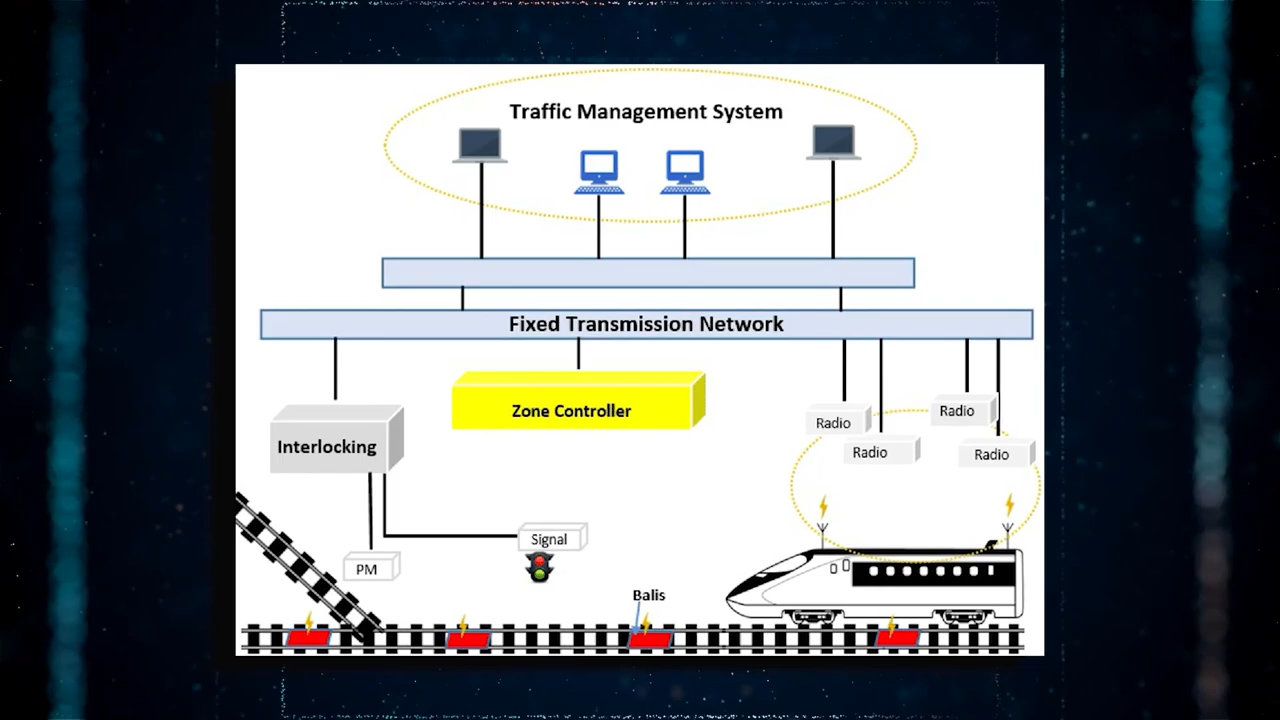 Traffic Management System
Fixed Transmission Network
Zone Controller
Interlocking
Radio
Radio
Radio
Radio
Signal
PM
Balis